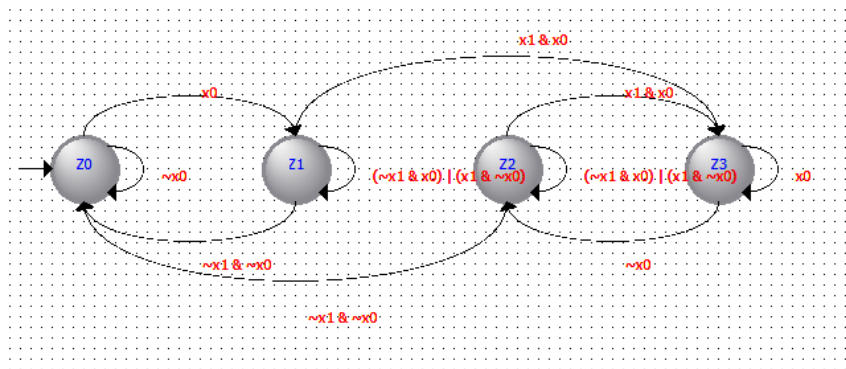 x1 & x0
x0
x1 & x0
Z0
Z1
Z2
Z3
~x0
(~x1 & x0) | (x1 & ~x0)
(~x1 & x0) | (x1 & ~x0)
x0
~x1 & ~x0
~x0
~x1 & ~x0